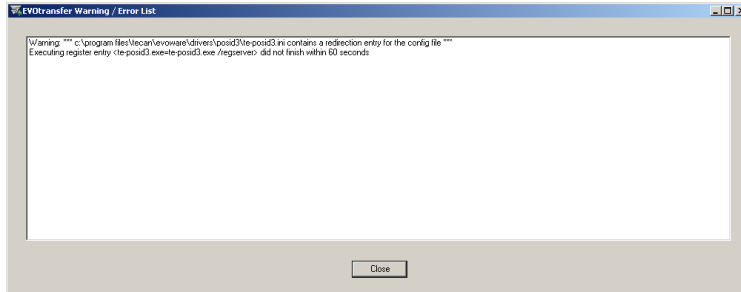 EVOtransfer Warning / Error List
Warning: *** c:\program files\tecan\evoware\drivers\posid3\te-posid3.ini contains a redirection entry for the config file ***
Executing register entry <te-posid3.exe=te-posid3.exe /regserver> did not finish within 60 seconds
Close